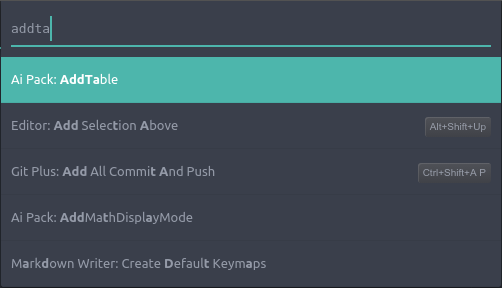 addta
Ai Pack: AddTable
Editor: Add Selection Above Alt+Shift+Up
Git Plus: Add All Commit And Push Ctrl+Shift+A P
Ai Pack: AddMathDisplayMode
Markdown Writer: Create Default Keymaps